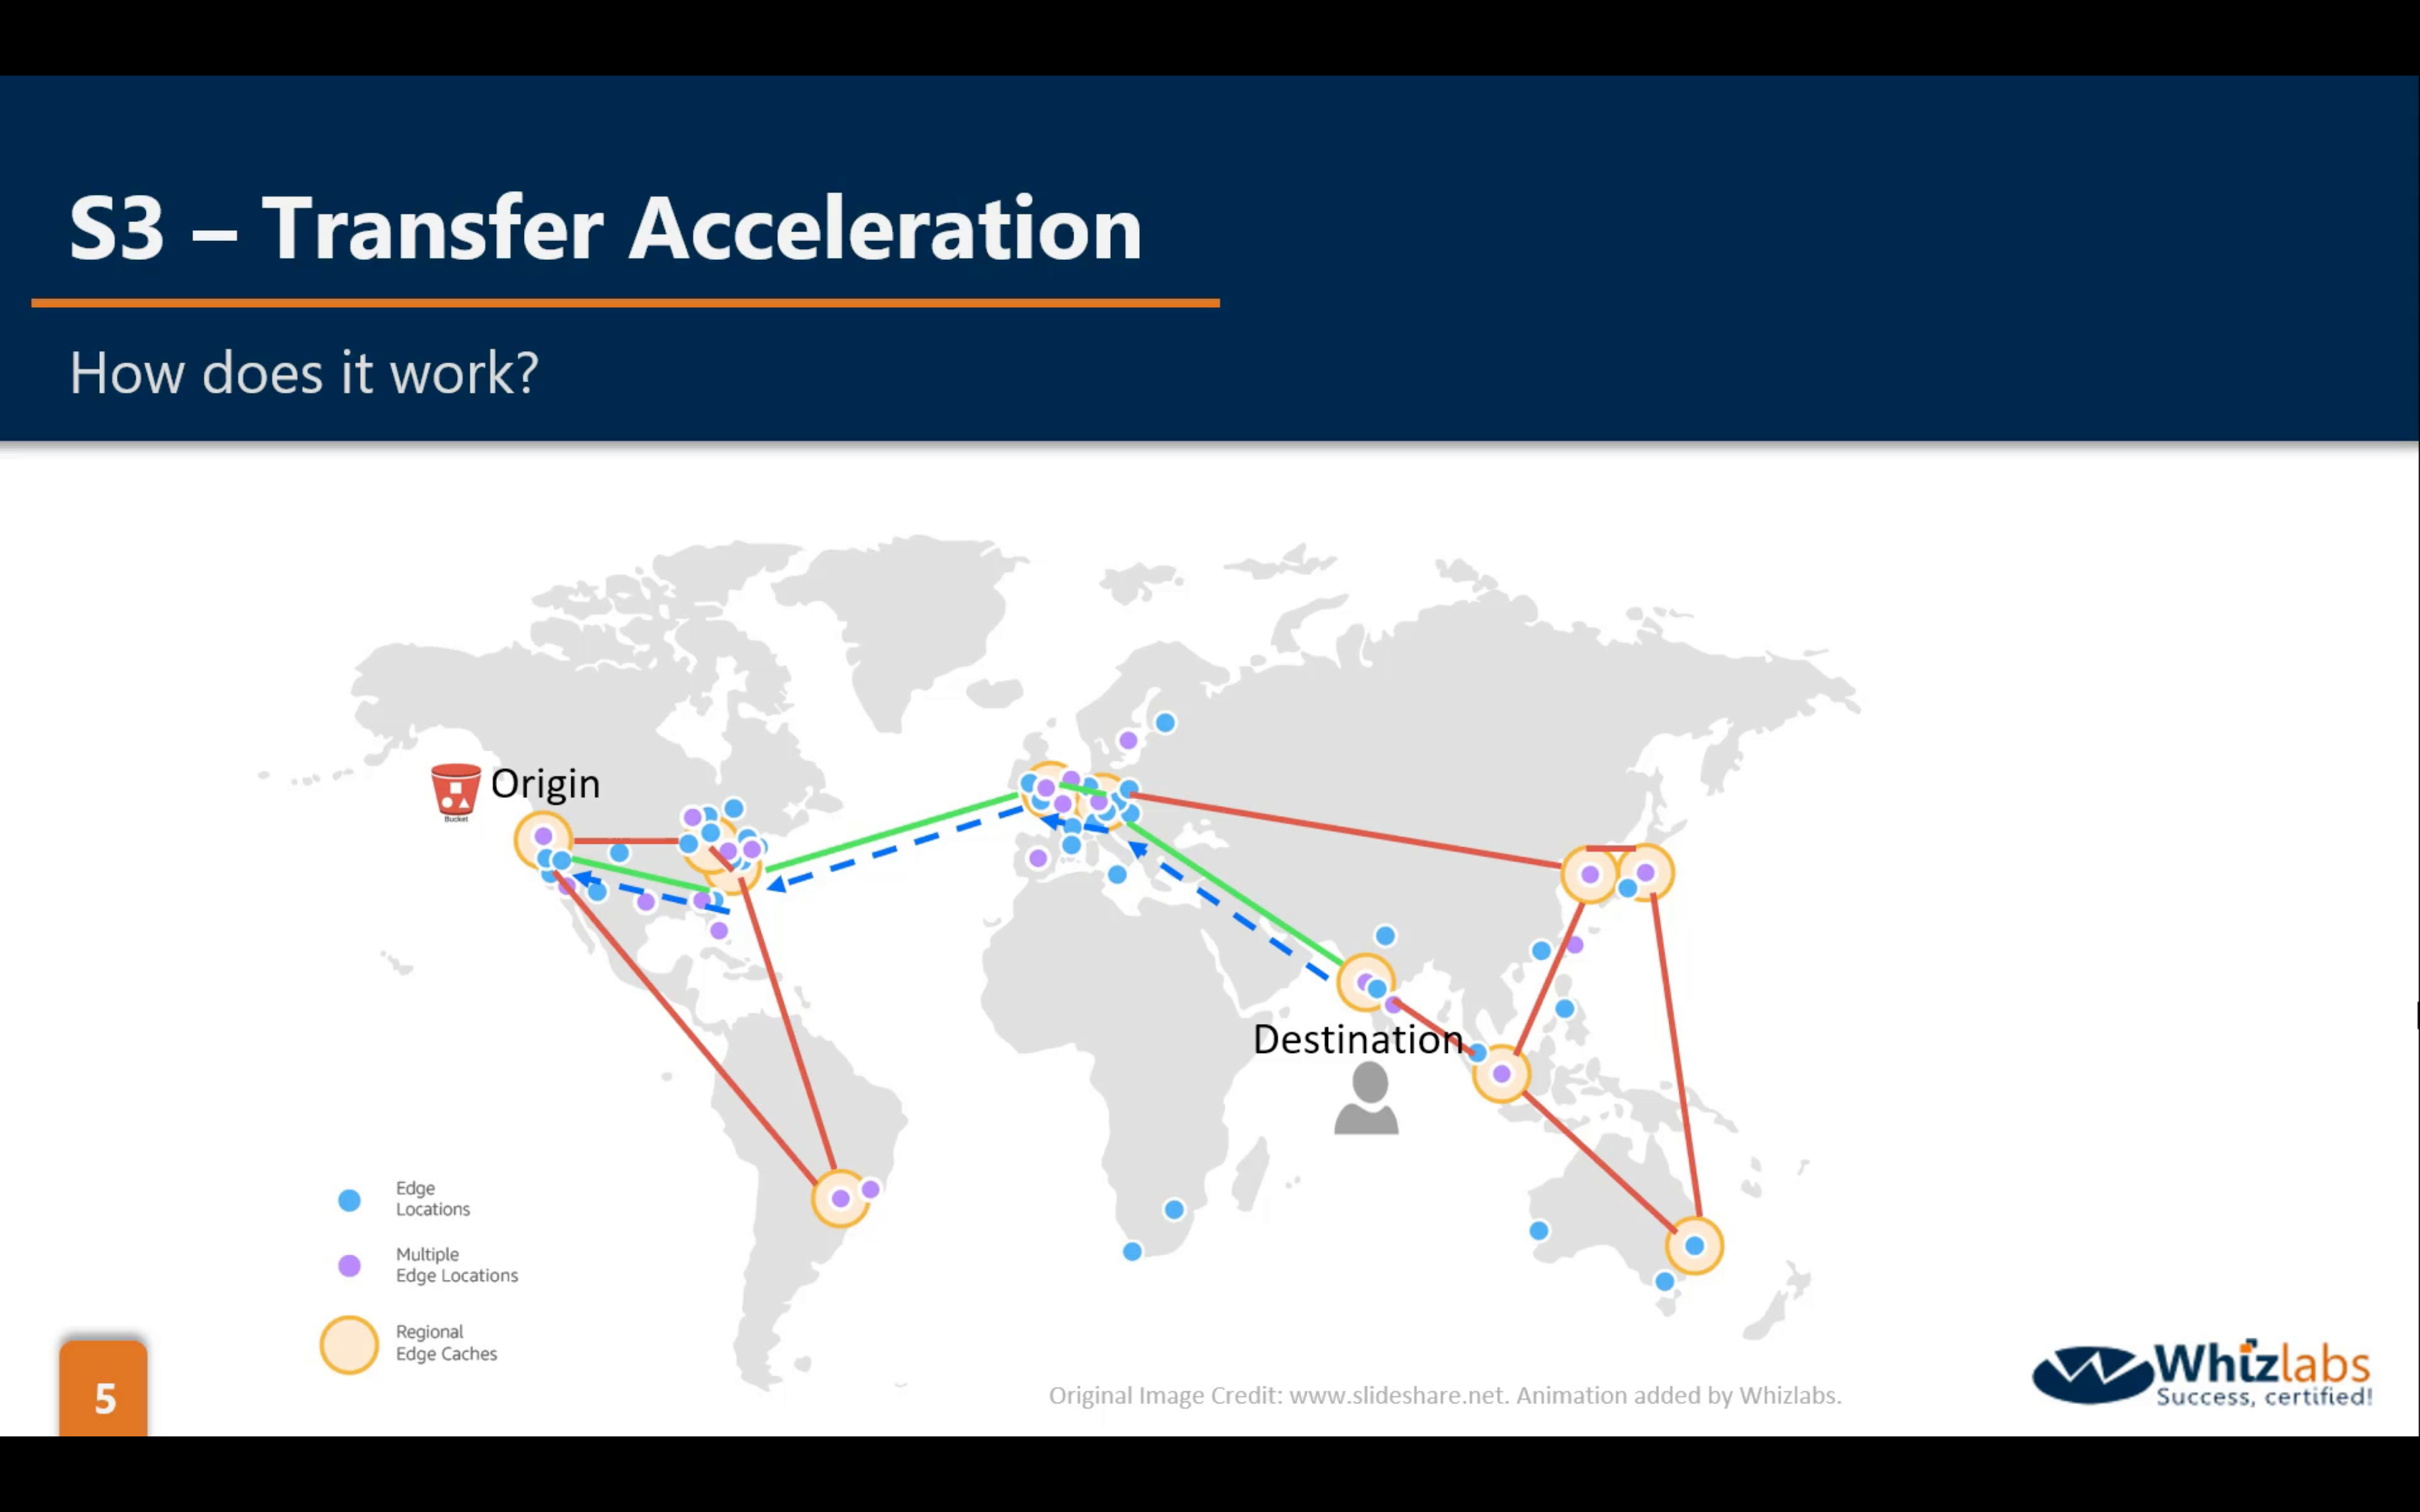 S3 – Transfer Acceleration
How does it work?
Origin
Bucket
Destination
Edge
Locations
Multiple
Edge Locations
Regional
Edge Caches
5
Original Image Credit: www.slideshare.net. Animation added by Whizlabs.
Whizlabs
Success, certified!